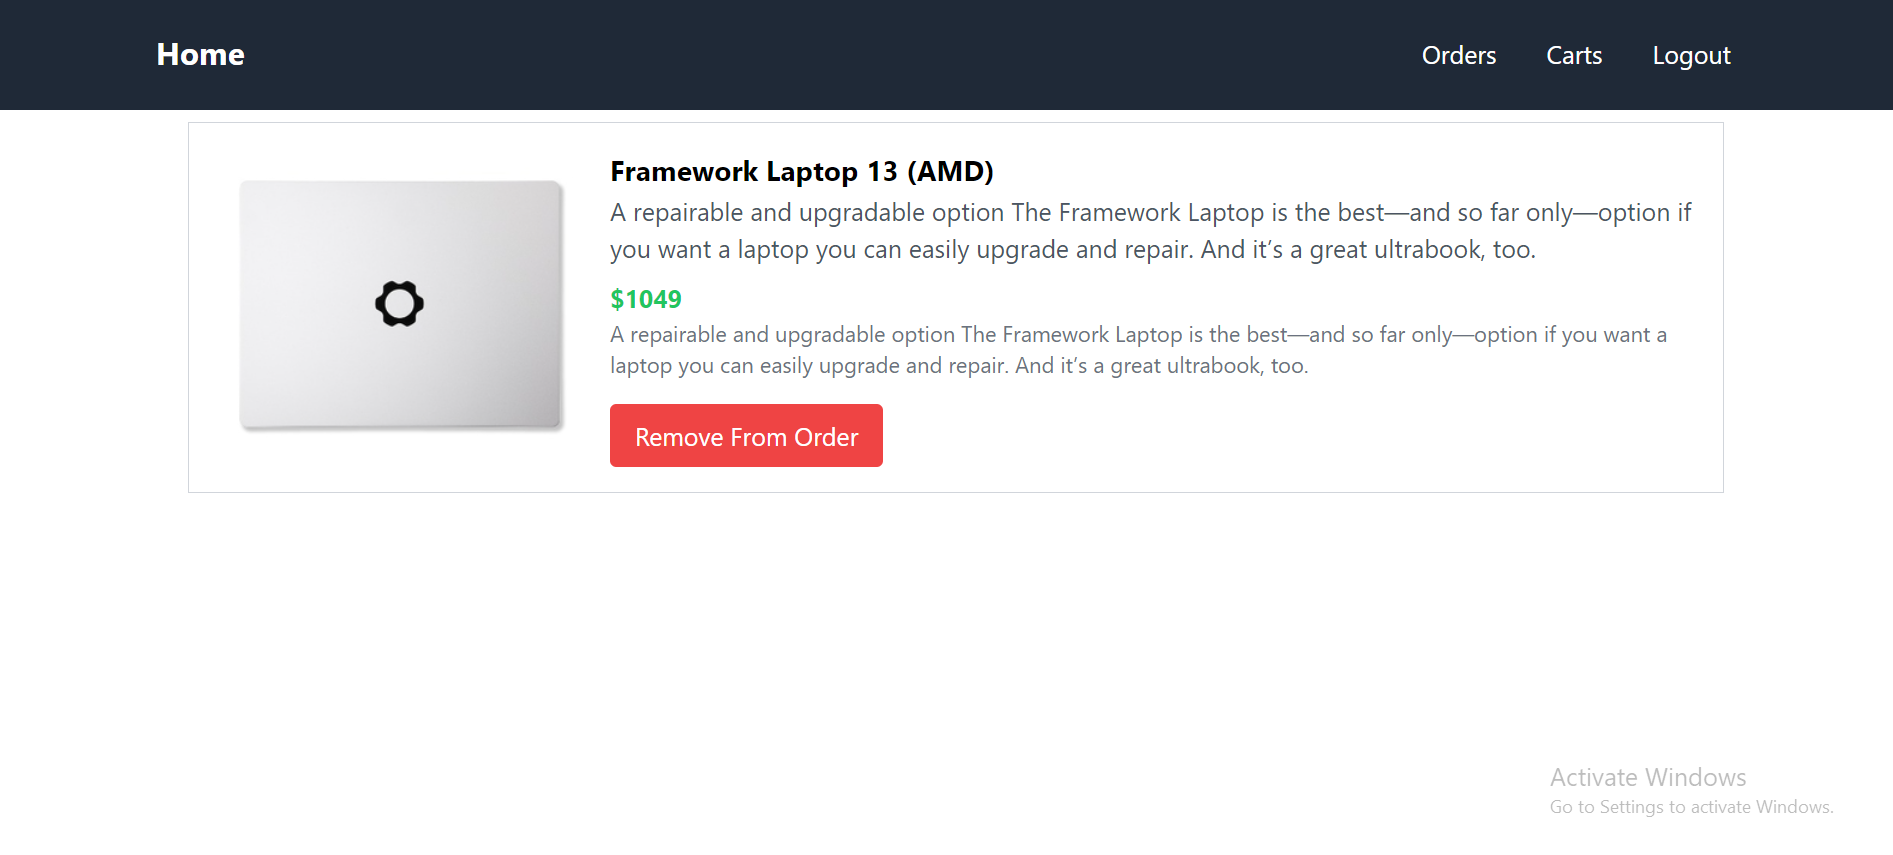 Home
Orders
Carts
Logout
Framework Laptop 13 (AMD)
A repairable and upgradable option The Framework Laptop is the best—and so far only—option if
you want a laptop you can easily upgrade and repair. And it’s a great ultrabook, too.
$1049
A repairable and upgradable option The Framework Laptop is the best—and so far only—option if you want a
laptop you can easily upgrade and repair. And it’s a great ultrabook, too.
Remove From Order
Activate Windows
Go to Settings to activate Windows.